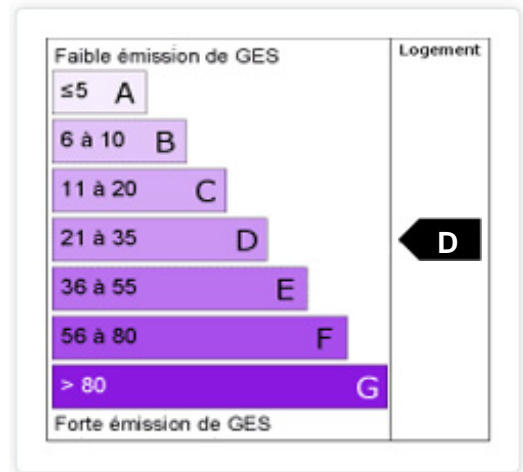 Faible émission de GES
Logement
≤5 A
6 à 10 B
11 à 20 C
21 à 35 D
D
36 à 55 E
56 à 80 F
> 80 G
Forte émission de GES